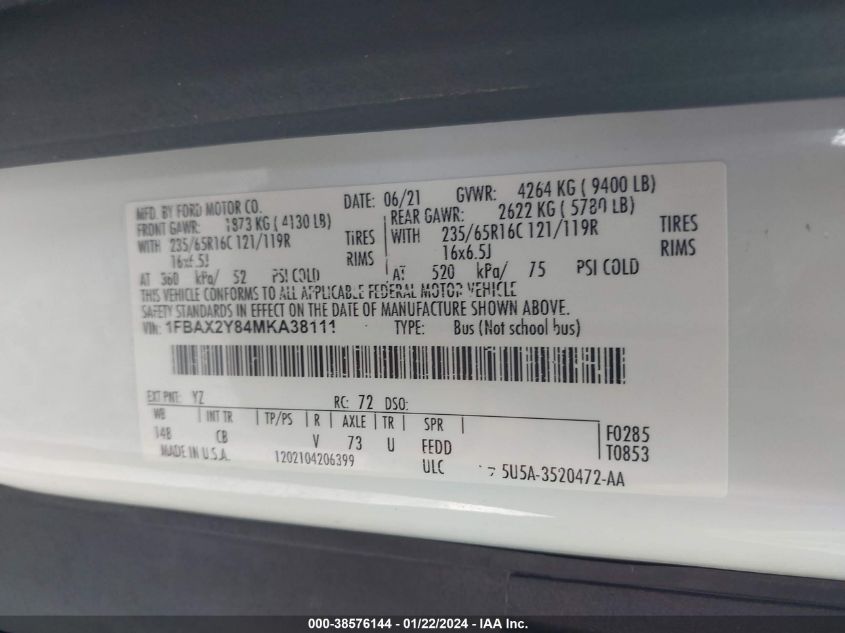 MFD. BY FORD MOTOR CO. DATE: 06/21 GVWR: 4264 KG ( 9400 LB)
FRONT GAWR: 1873 KG ( 4130 LB) REAR GAWR: 2622 KG ( 5780 LB)
WITH 235/65R16C 121/119R TIRES WITH 235/65R16C 121/119R TIRES
16x6.5J RIMS 16x6.5J RIMS
AT 360 kPa/ 52 PSI COLD AT 520 kPa/ 75 PSI COLD
THIS VEHICLE CONFORMS TO ALL APPLICABLE FEDERAL MOTOR VEHICLE
SAFETY STANDARDS IN EFFECT ON THE DATE OF MANUFACTURE SHOWN ABOVE.
VIN: 1FBAX2Y84MKA38111 TYPE: Bus (Not school bus)
EXT PNT: YZ RC: 72 DSO:
WB INT TR TP/PS R AXLE TR SPR F0285
148 CB V 73 U FEDD T0853
MADE IN U.S.A. 1202104206399 ULC 5U5A-3520472-AA
000-38576144 - 01/22/2024 - IAA Inc.